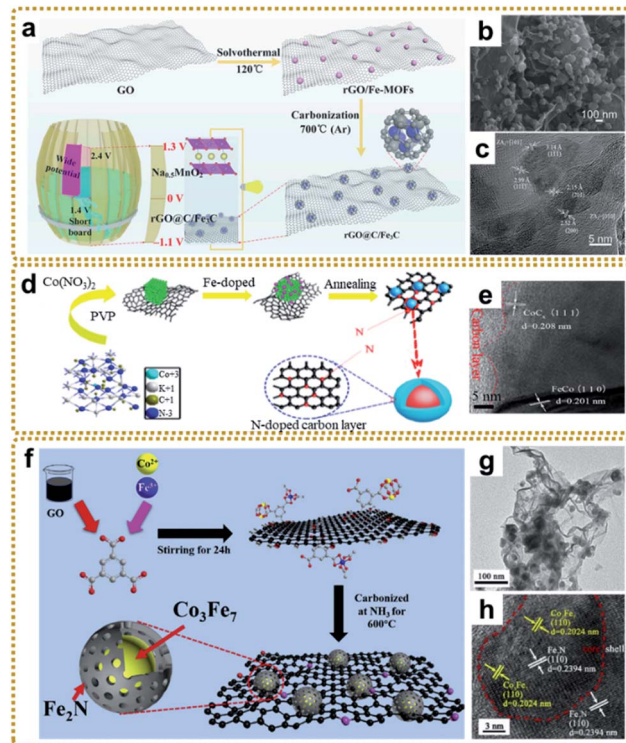 a
Solvothermal
120℃
GO
rGO/Fe-MOFs
Carbonization
700℃ (Ar)
Wide potential
2.4 V
1.3 V
Na0.5MnO2
0 V
1.4 V
Short board
rGO@C/Fe3C
−1.1 V
rGO@C/Fe3C
b
100 nm
c
5 nm
d
Co(NO3)2
PVP
Fe-doped
Annealing
N
N
Co+3
K+1
C+1
N-3
N-doped carbon layer
e
Carbon layer
CoCx (1 1 1)
d=0.208 nm
5 nm
FeCo (1 1 0)
d=0.201 nm
f
Co2+
Fe3+
GO
Stirring for 24h
Carbonized
at NH3 for
600°C
Co3Fe7
Fe2N
g
100 nm
h
(110)
d=0.2024 nm
Fe2N
(110)
d=0.2394 nm
shell
(110)
d=0.2024 nm
Fe2N
(110)
d=0.2394 nm
3 nm